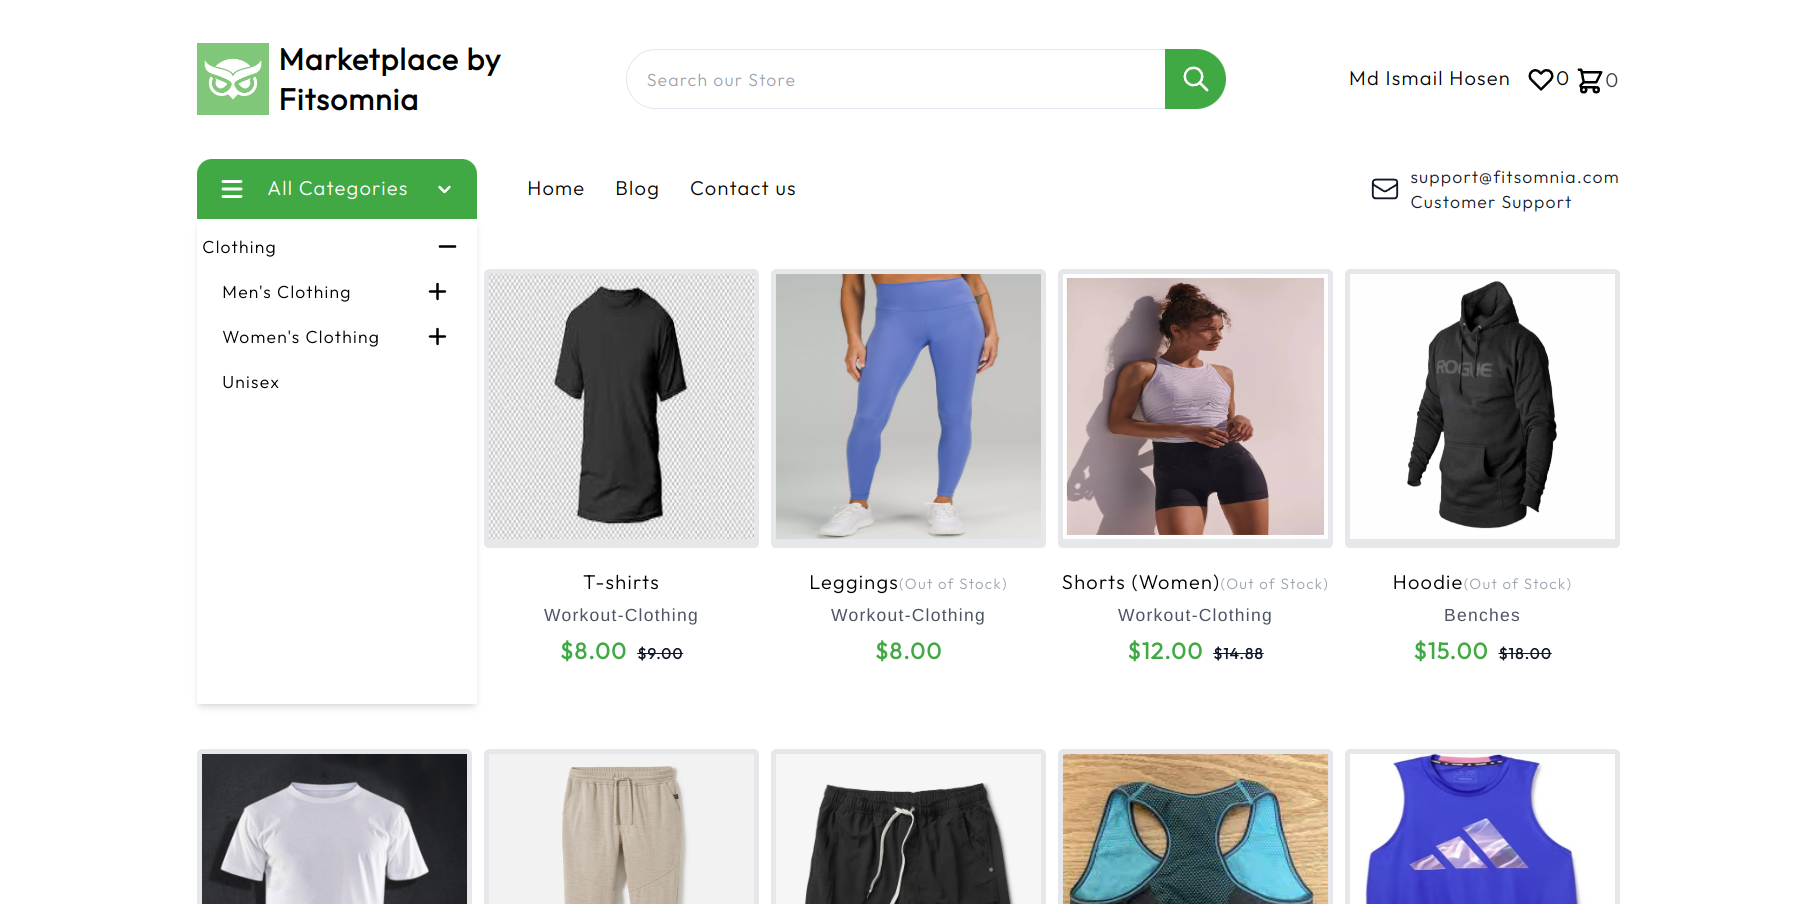 Marketplace by
Fitsomnia
Search our Store
Md Ismail Hosen 0 0
All Categories
Home Blog Contact us
support@fitsomnia.com
Customer Support
Clothing
Men's Clothing
Women's Clothing
Unisex
ROGUE
T-shirts
Workout-Clothing
$8.00 $9.00
Leggings(Out of Stock)
Workout-Clothing
$8.00
Shorts (Women)(Out of Stock)
Workout-Clothing
$12.00 $14.88
Hoodie(Out of Stock)
Benches
$15.00 $18.00